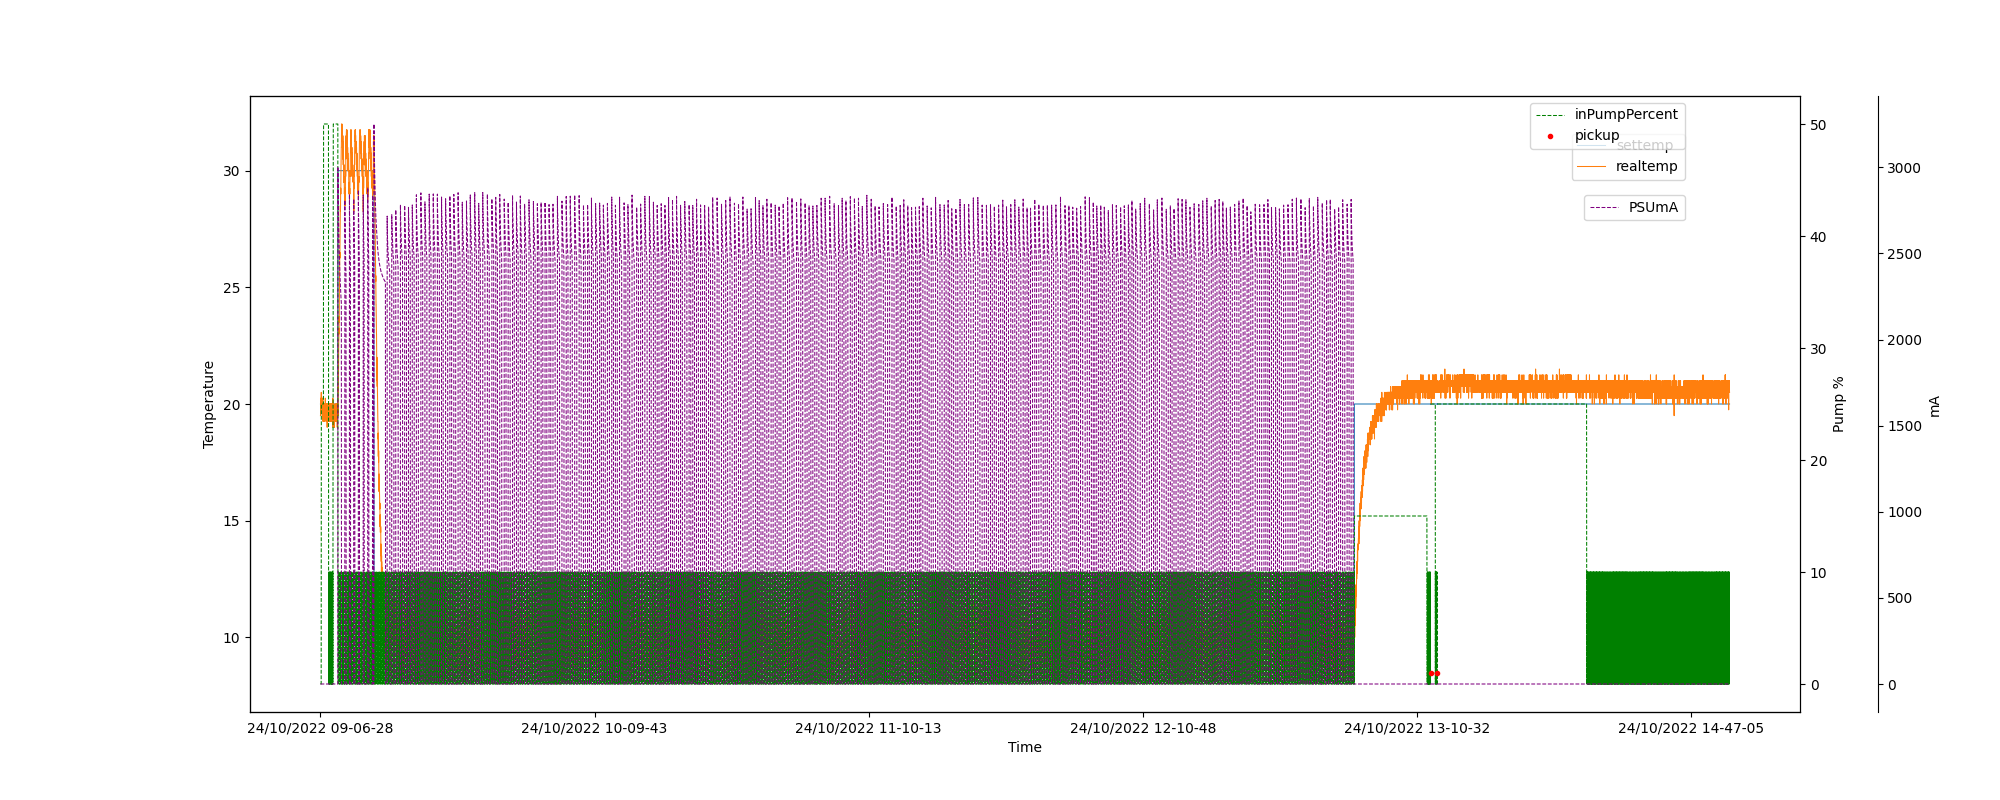 inPumpPercent
pickup
settemp
realtemp
PSUmA
Temperature
30
25
20
15
10
Pump %
50
40
30
20
10
0
mA
3000
2500
2000
1500
1000
500
0
24/10/2022 09-06-28
24/10/2022 10-09-43
24/10/2022 11-10-13
24/10/2022 12-10-48
24/10/2022 13-10-32
24/10/2022 14-47-05
Time